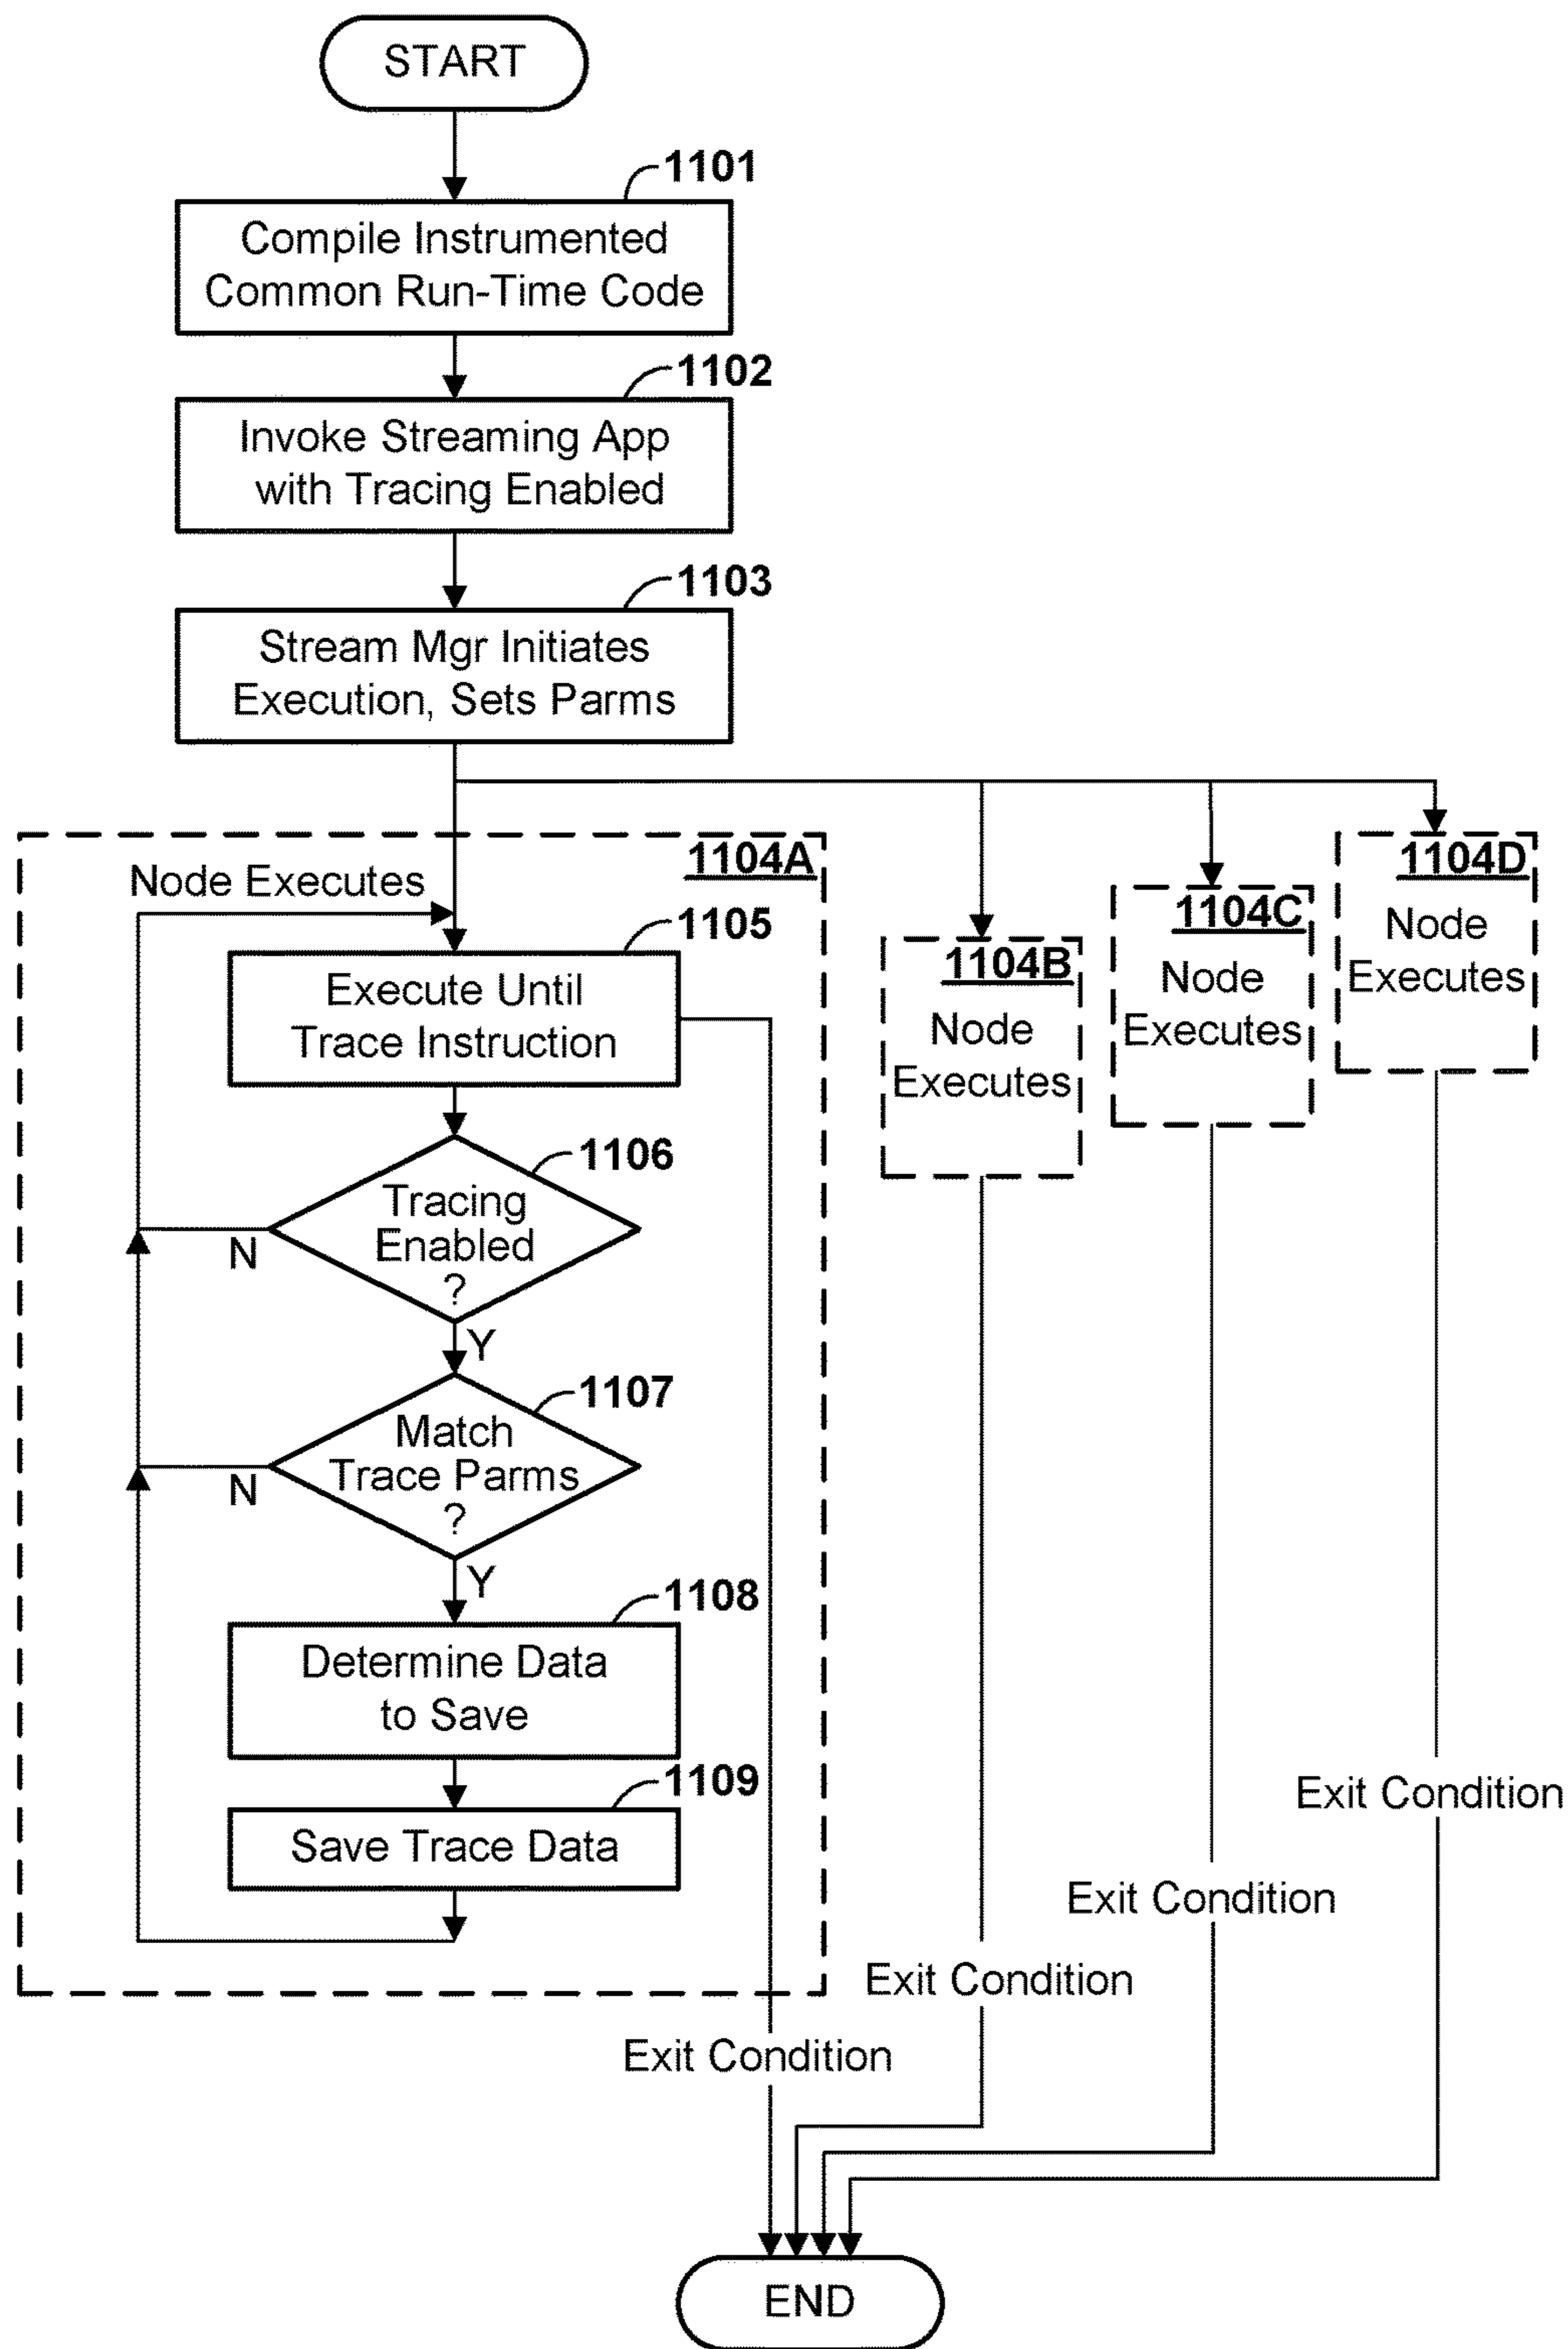 START
1101
Compile Instrumented
Common Run-Time Code
1102
Invoke Streaming App
with Tracing Enabled
1103
Stream Mgr Initiates
Execution, Sets Parms
1104A
Node Executes
1105
Execute Until
Trace Instruction
1106
Tracing
Enabled
?
N
Y
1107
Match
Trace Parms
?
N
Y
1108
Determine Data
to Save
1109
Save Trace Data
Exit Condition
1104B
Node
Executes
Exit Condition
1104C
Node
Executes
Exit Condition
1104D
Node
Executes
Exit Condition
END